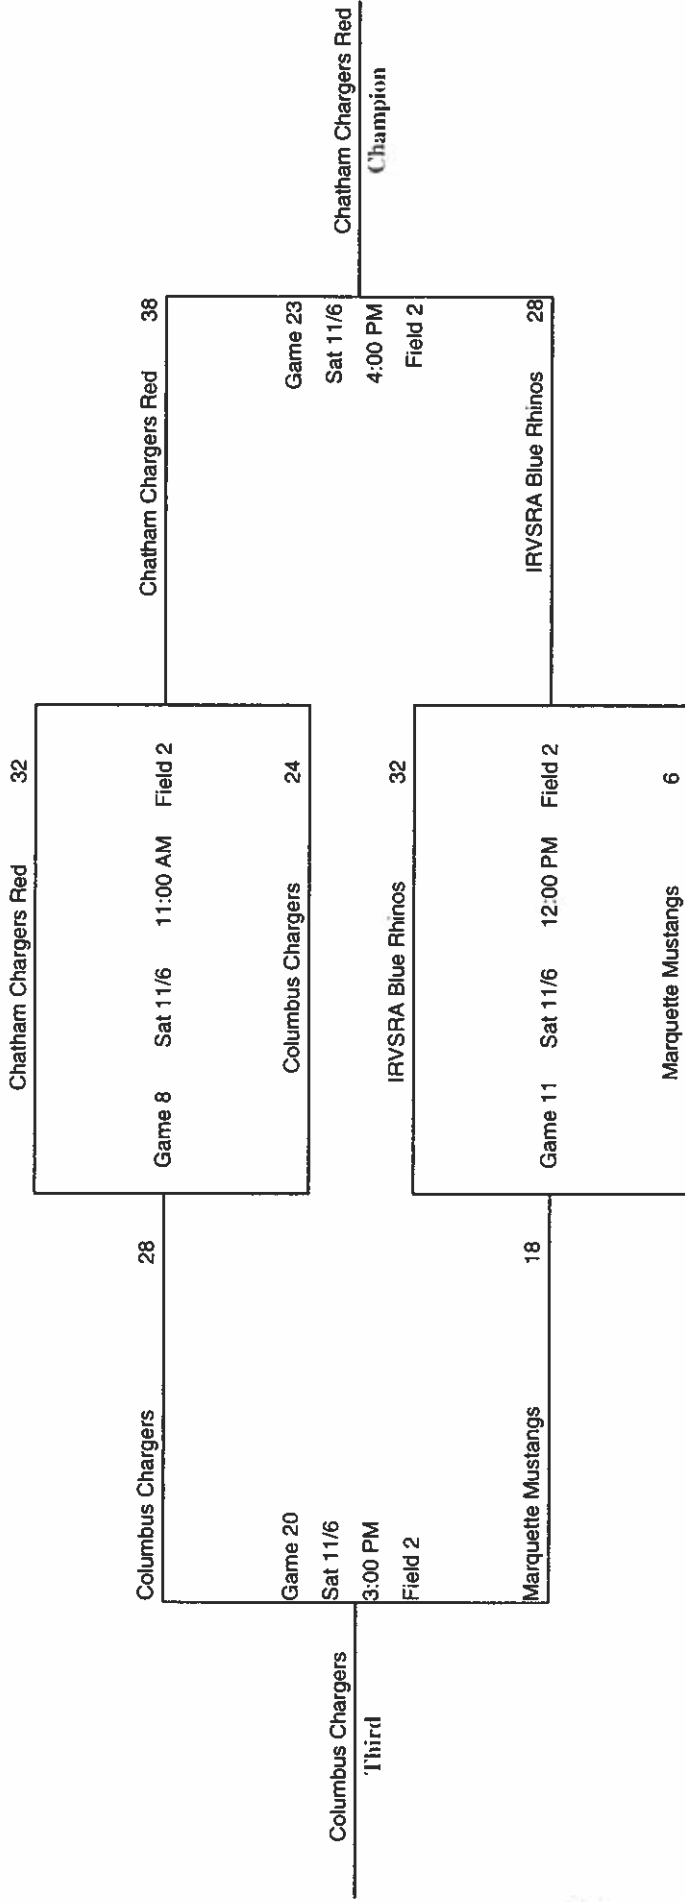 Chatham Chargers Red 32
Columbus Chargers 28
Game 8 Sat 11/6 11:00 AM Field 2
Chatham Chargers Red 38
Columbus Chargers 24
Game 20
Sat 11/6
3:00 PM
Field 2
Game 23
Sat 11/6
4:00 PM
Field 2
Columbus Chargers
Third
Chatham Chargers Red
Champion
IRVSRA Blue Rhinos 32
Marquette Mustangs 18
Game 11 Sat 11/6 12:00 PM Field 2
IRVSRA Blue Rhinos 28
Marquette Mustangs 6